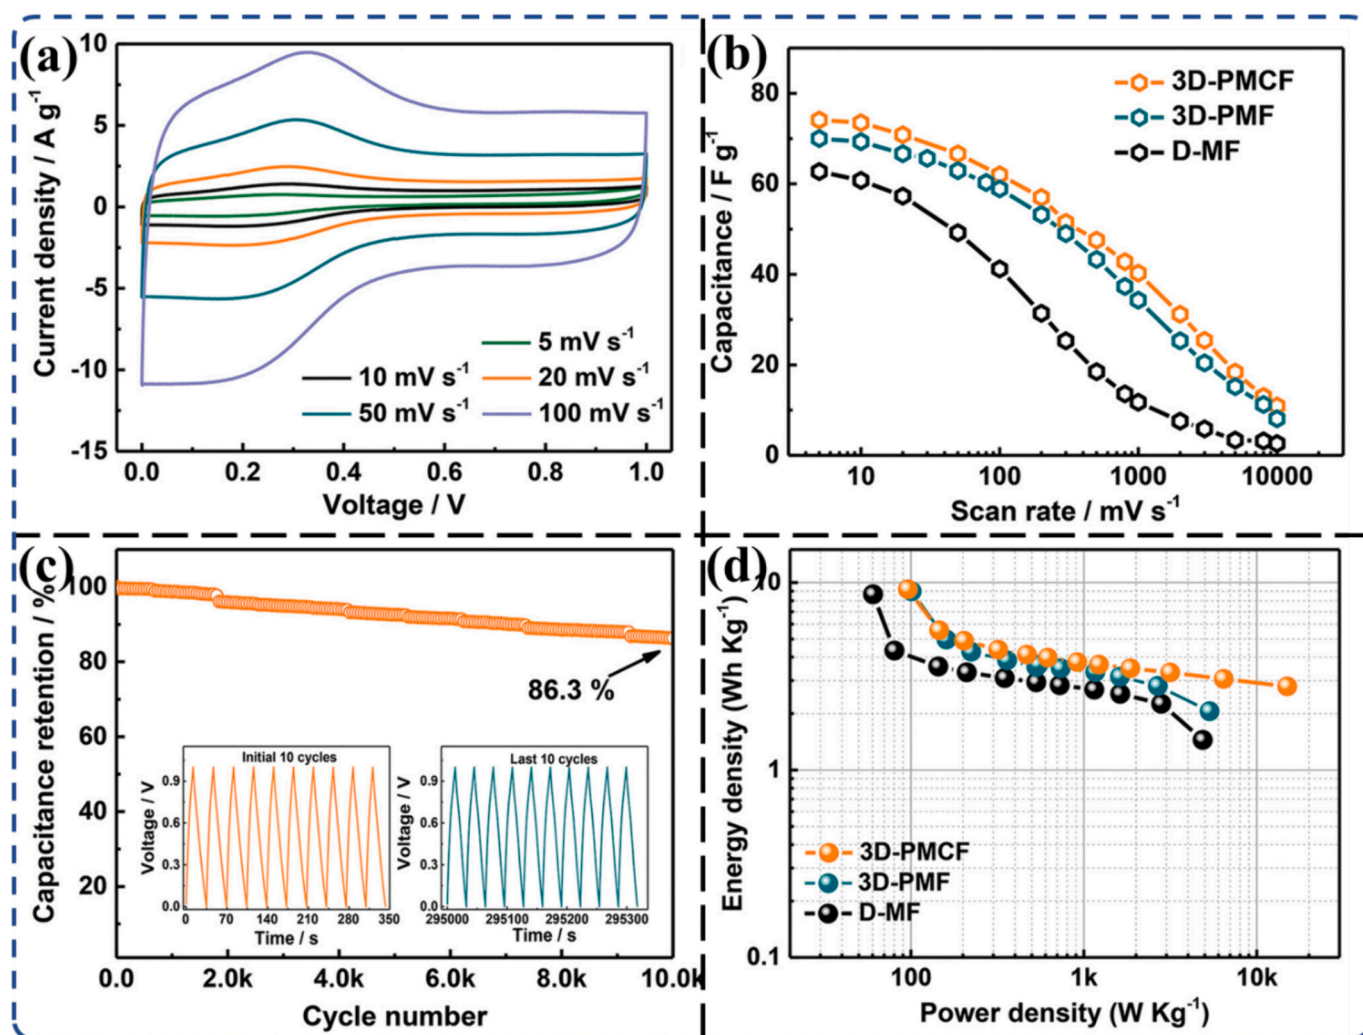 (a)
Current density / A g⁻¹
10
5
0
-5
-10
-15
0.0 0.2 0.4 0.6 0.8 1.0
Voltage / V
5 mV s⁻¹
10 mV s⁻¹ 20 mV s⁻¹
50 mV s⁻¹ 100 mV s⁻¹
(b)
Capacitance / F g⁻¹
80
60
40
20
0
10 100 1000 10000
Scan rate / mV s⁻¹
3D-PMCF
3D-PMF
D-MF
(c)
Capacitance retention / %
100
80
60
40
20
0.0 2.0k 4.0k 6.0k 8.0k 10.0k
Cycle number
86.3 %
Initial 10 cycles
Voltage / V
0.9
0.6
0.3
0.0
0 70 140 210 280 350
Time / s
Last 10 cycles
Voltage / V
0.9
0.6
0.3
0.0
295000 295100 295200 295300
Time / s
(d)
Energy density (Wh Kg⁻¹)
10
1
0.1
100 1k 10k
Power density (W Kg⁻¹)
3D-PMCF
3D-PMF
D-MF